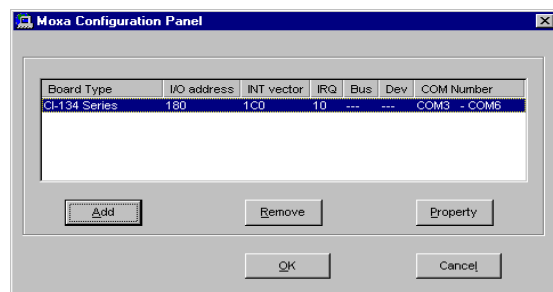 Moxa Configuration Panel
Board Type I/O address INT vector IRQ Bus Dev COM Number
CI-134 Series 180 1C0 10 --- --- COM3 - COM6
Add Remove Property
OK Cancel